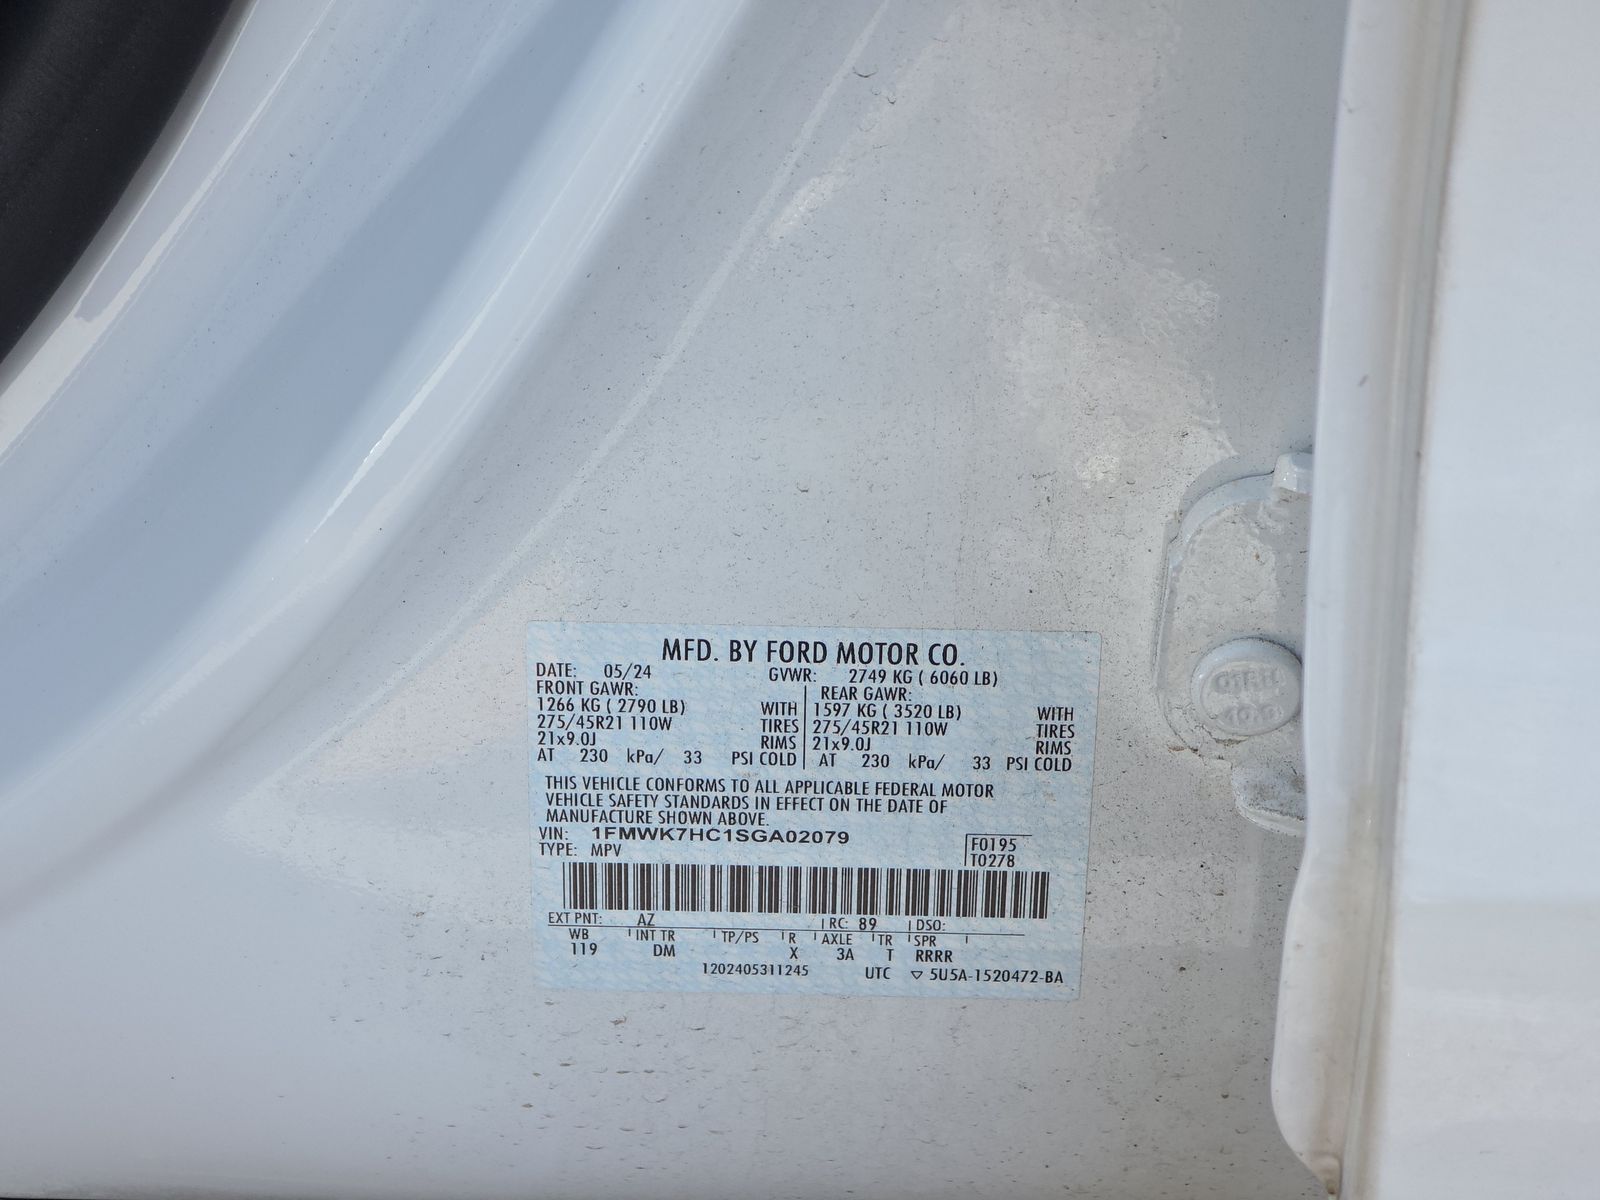 MFD. BY FORD MOTOR CO.
DATE: 05/24 GVWR: 2749 KG ( 6060 LB)
FRONT GAWR: REAR GAWR:
1266 KG ( 2790 LB) WITH 1597 KG ( 3520 LB) WITH
275/45R21 110W TIRES 275/45R21 110W TIRES
21x9.0J RIMS 21x9.0J RIMS
AT 230 kPa/ 33 PSI COLD AT 230 kPa/ 33 PSI COLD
THIS VEHICLE CONFORMS TO ALL APPLICABLE FEDERAL MOTOR
VEHICLE SAFETY STANDARDS IN EFFECT ON THE DATE OF
MANUFACTURE SHOWN ABOVE.
VIN: 1FMWK7HC1SGA02079 F0195
TYPE: MPV T0278
EXT PNT: AZ RC: 89 DSO:
WB INT TR TP/PS R AXLE TR SPR
119 DM X 3A T RRRR
1202405311245 UTC ▽ 5U5A-1520472-BA